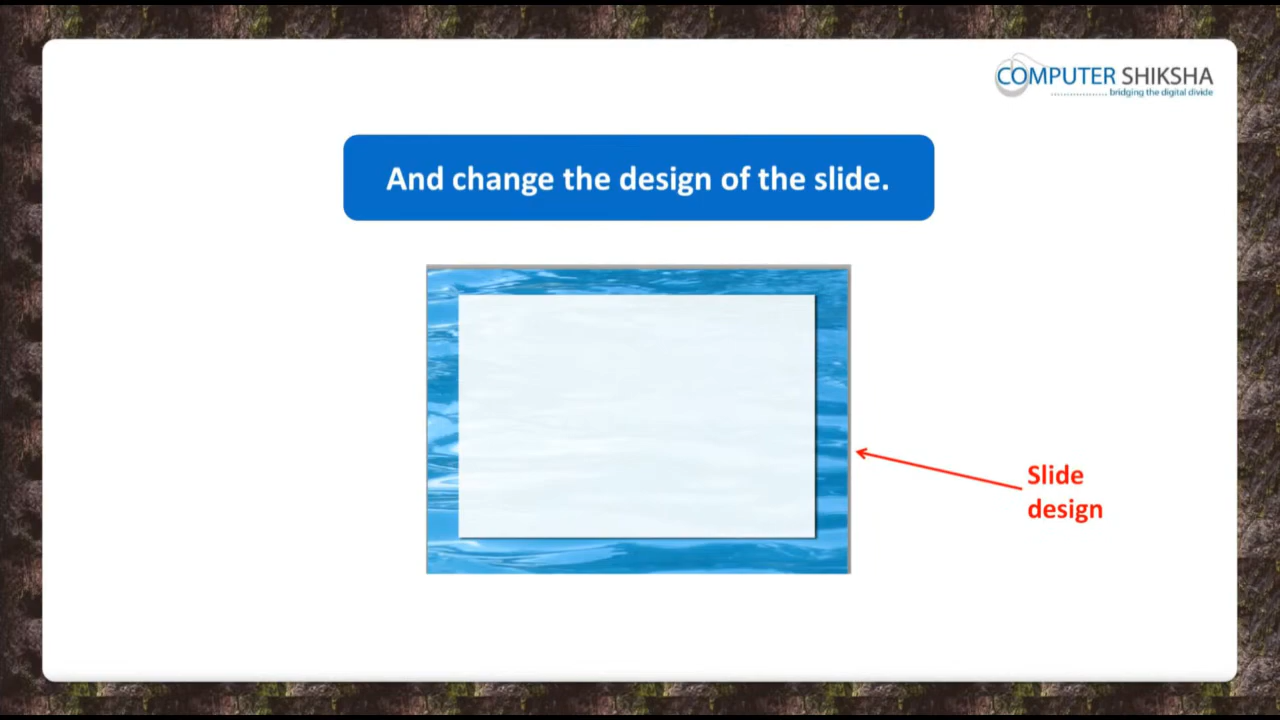 COMPUTER SHIKSHA
bridging the digital divide
And change the design of the slide.
Slide
design